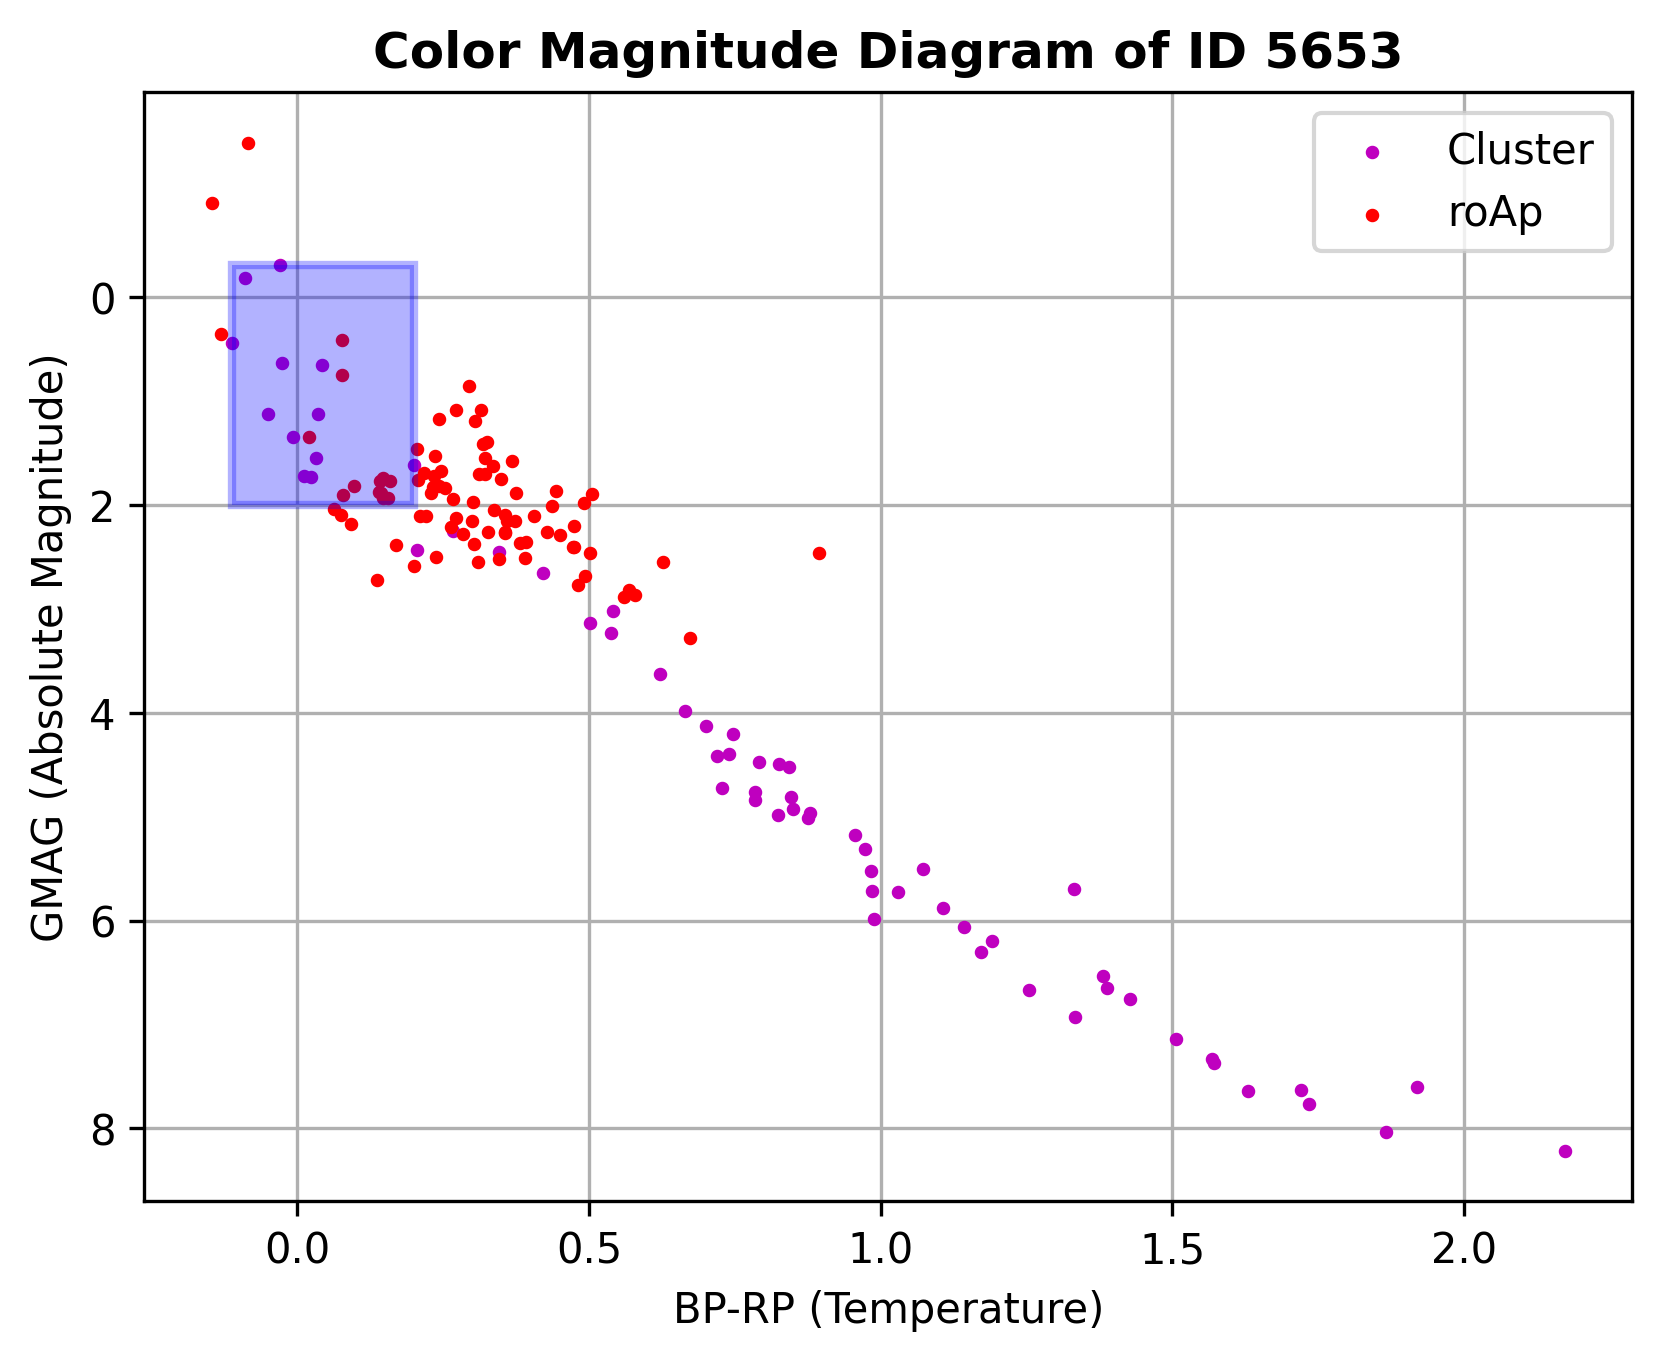 Color Magnitude Diagram of ID 5653
Cluster
roAp
GMAG (Absolute Magnitude)
0
2
4
6
8
0.0 0.5 1.0 1.5 2.0
BP-RP (Temperature)